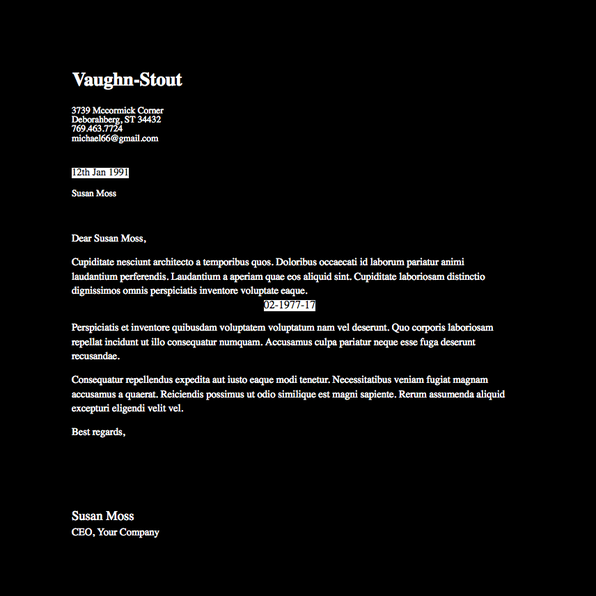 Vaughn-Stout
3739 Mccormick Corner
Deborahberg, ST 34432
769.463.7724
michael66@gmail.com
12th Jan 1991
Susan Moss
Dear Susan Moss,
Cupiditate nesciunt architecto a temporibus quos. Doloribus occaecati id laborum pariatur animi
laudantium perferendis. Laudantium a aperiam quae eos aliquid sint. Cupiditate laboriosam distinctio
dignissimos omnis perspiciatis inventore voluptate eaque.
02-1977-17
Perspiciatis et inventore quibusdam voluptatem voluptatum nam vel deserunt. Quo corporis laboriosam
repellat incidunt ut illo consequatur numquam. Accusamus culpa pariatur neque esse fuga deserunt
recusandae.
Consequatur repellendus expedita aut iusto eaque modi tenetur. Necessitatibus veniam fugiat magnam
accusamus a quaerat. Reiciendis possimus ut odio similique est magni sapiente. Rerum assumenda aliquid
excepturi eligendi velit vel.
Best regards,
Susan Moss
CEO, Your Company